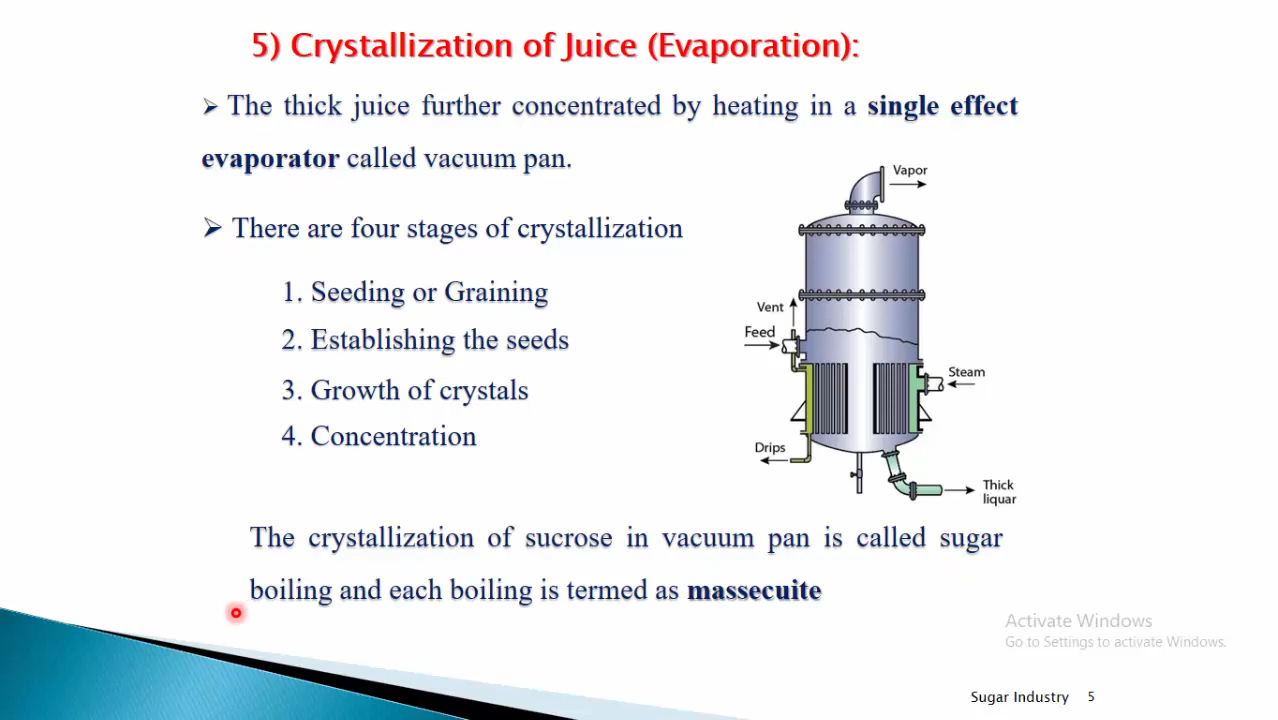 5) Crystallization of Juice (Evaporation):
➢ The thick juice further concentrated by heating in a single effect
evaporator called vacuum pan.
➢ There are four stages of crystallization
1. Seeding or Graining
2. Establishing the seeds
3. Growth of crystals
4. Concentration
Vapor
Vent
Feed
Steam
Drips
Thick
liquar
The crystallization of sucrose in vacuum pan is called sugar
boiling and each boiling is termed as massecuite
Activate Windows
Go to Settings to activate Windows.
Sugar Industry 5